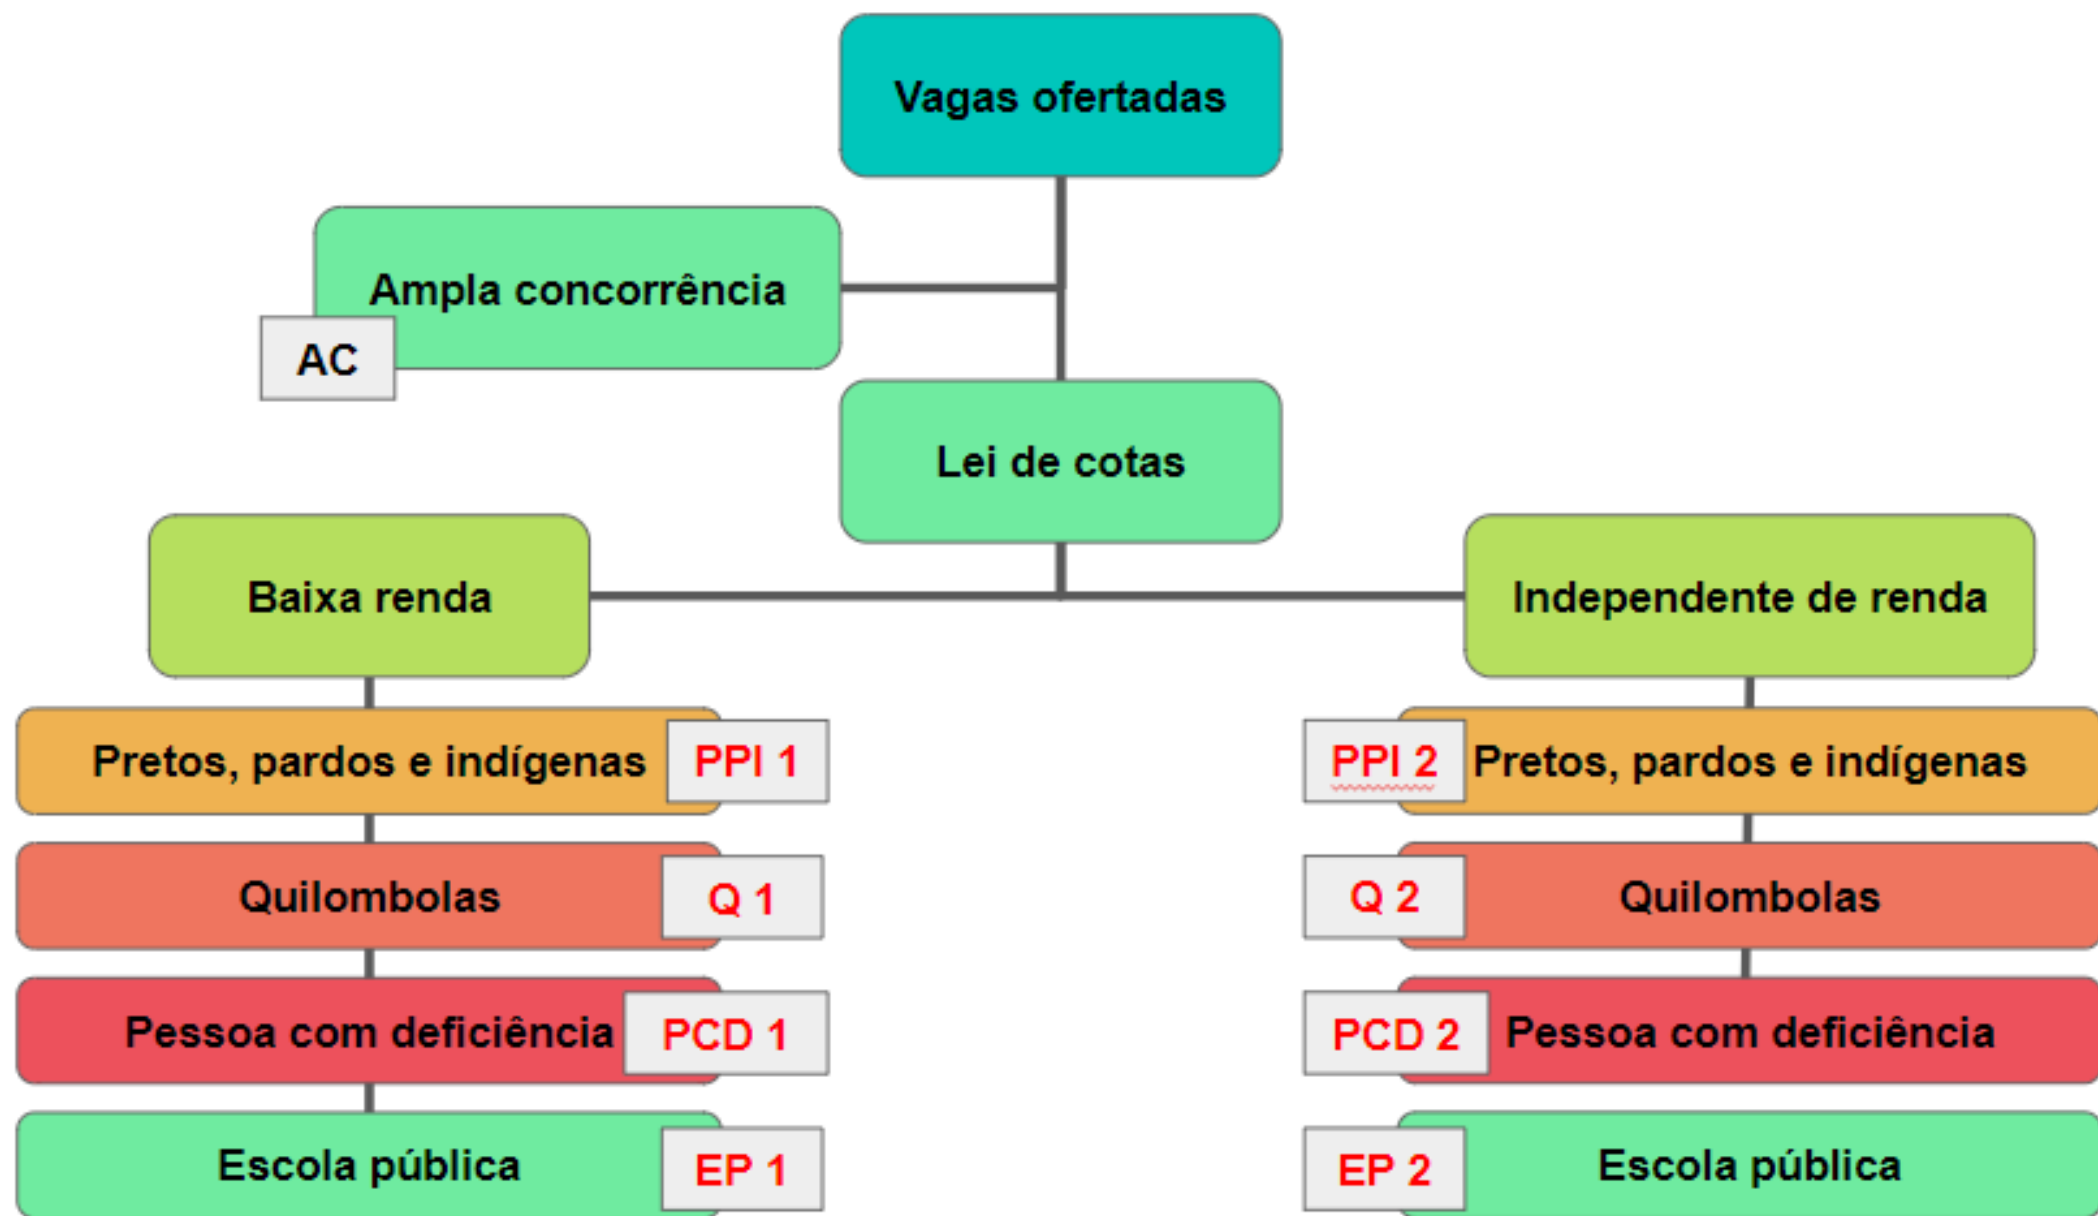 Vagas ofertadas
Ampla concorrência
AC
Lei de cotas
Baixa renda
Independente de renda
Pretos, pardos e indígenas
PPI 1
PPI 2
Pretos, pardos e indígenas
Quilombolas
Q 1
Q 2
Quilombolas
Pessoa com deficiência
PCD 1
PCD 2
Pessoa com deficiência
Escola pública
EP 1
EP 2
Escola pública